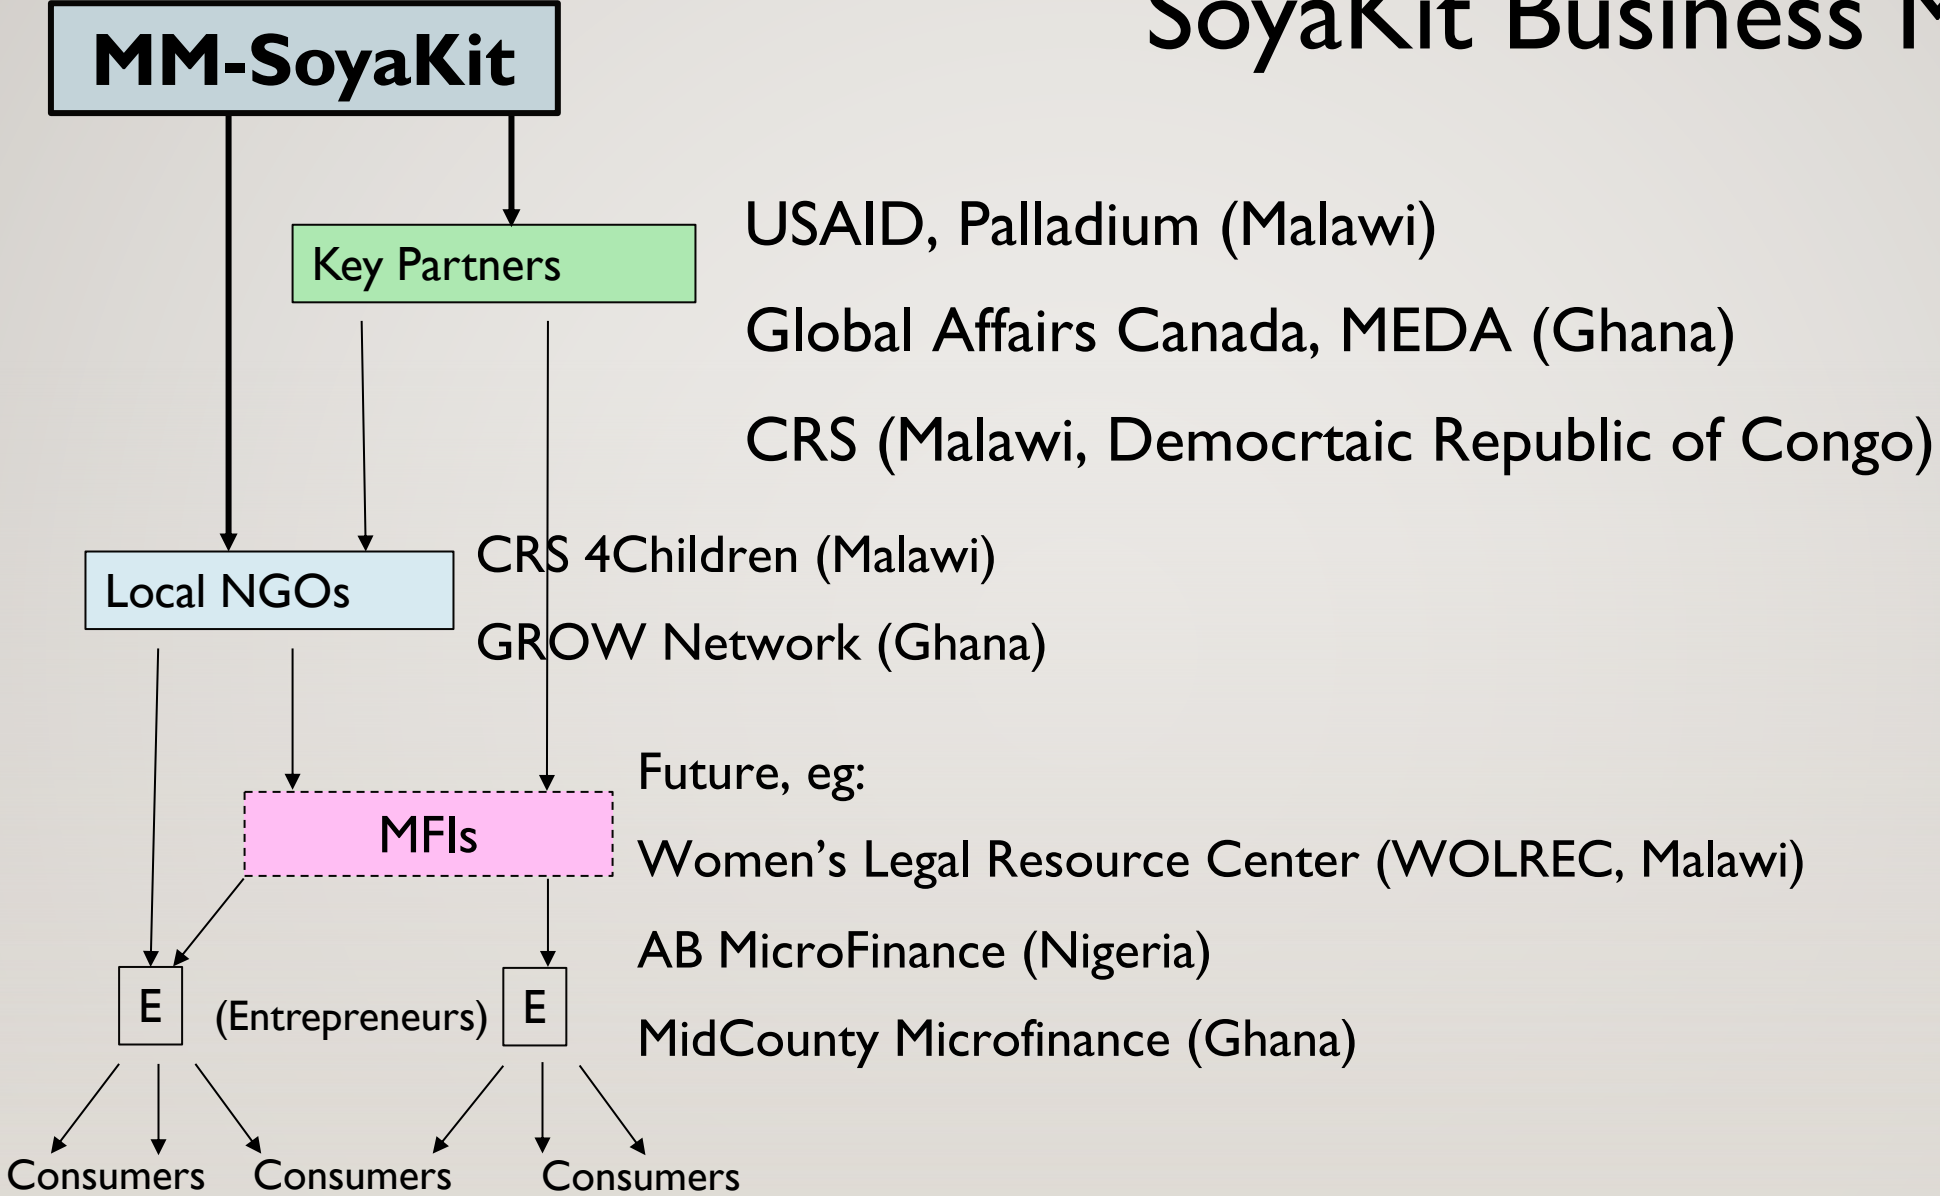 SoyaKit Business M
MM-SoyaKit
Key Partners
USAID, Palladium (Malawi)
Global Affairs Canada, MEDA (Ghana)
CRS (Malawi, Democrtaic Republic of Congo)
Local NGOs
CRS 4Children (Malawi)
GROW Network (Ghana)
MFIs
Future, eg:
Women’s Legal Resource Center (WOLREC, Malawi)
AB MicroFinance (Nigeria)
MidCounty Microfinance (Ghana)
E
(Entrepreneurs)
E
Consumers
Consumers
Consumers